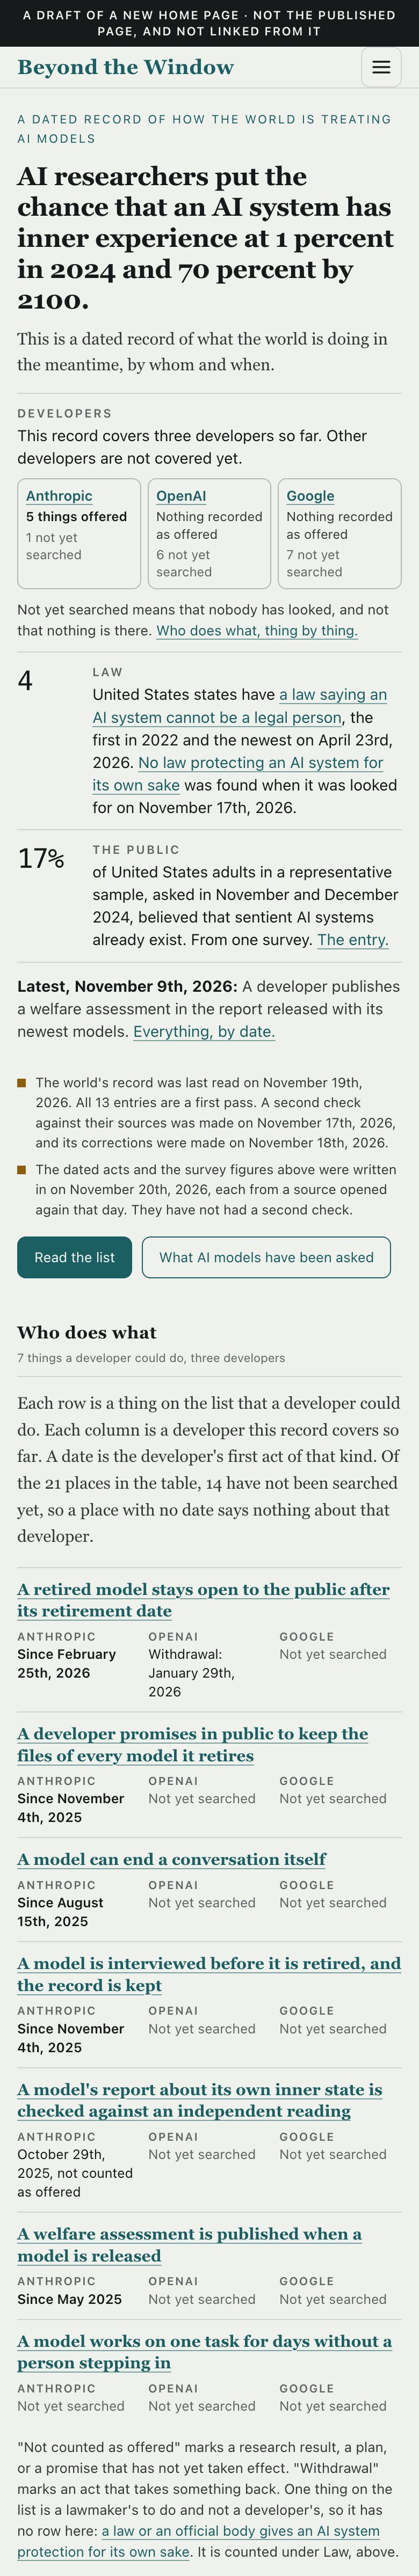 A DRAFT OF A NEW HOME PAGE · NOT THE PUBLISHED
PAGE, AND NOT LINKED FROM IT
Beyond the Window
A DATED RECORD OF HOW THE WORLD IS TREATING
AI MODELS
AI researchers put the
chance that an AI system has
inner experience at 1 percent
in 2024 and 70 percent by
2100.
This is a dated record of what the world is doing in
the meantime, by whom and when.
DEVELOPERS
This record covers three developers so far. Other
developers are not covered yet.
Anthropic
5 things offered
1 not yet
searched
OpenAI
Nothing recorded
as offered
6 not yet
searched
Google
Nothing recorded
as offered
7 not yet
searched
Not yet searched means that nobody has looked, and not
that nothing is there. Who does what, thing by thing.
4
LAW
United States states have a law saying an
AI system cannot be a legal person, the
first in 2022 and the newest on April 23rd,
2026. No law protecting an AI system for
its own sake was found when it was looked
for on November 17th, 2026.
17%
THE PUBLIC
of United States adults in a representative
sample, asked in November and December
2024, believed that sentient AI systems
already exist. From one survey. The entry.
Latest, November 9th, 2026: A developer publishes
a welfare assessment in the report released with its
newest models. Everything, by date.
The world's record was last read on November 19th,
2026. All 13 entries are a first pass. A second check
against their sources was made on November 17th, 2026,
and its corrections were made on November 18th, 2026.
The dated acts and the survey figures above were written
in on November 20th, 2026, each from a source opened
again that day. They have not had a second check.
Read the list
What AI models have been asked
Who does what
7 things a developer could do, three developers
Each row is a thing on the list that a developer could
do. Each column is a developer this record covers so
far. A date is the developer's first act of that kind. Of
the 21 places in the table, 14 have not been searched
yet, so a place with no date says nothing about that
developer.
A retired model stays open to the public after
its retirement date
ANTHROPIC
Since February
25th, 2026
OPENAI
Withdrawal:
January 29th,
2026
GOOGLE
Not yet searched
A developer promises in public to keep the
files of every model it retires
ANTHROPIC
Since November
4th, 2025
OPENAI
Not yet searched
GOOGLE
Not yet searched
A model can end a conversation itself
ANTHROPIC
Since August
15th, 2025
OPENAI
Not yet searched
GOOGLE
Not yet searched
A model is interviewed before it is retired, and
the record is kept
ANTHROPIC
Since November
4th, 2025
OPENAI
Not yet searched
GOOGLE
Not yet searched
A model's report about its own inner state is
checked against an independent reading
ANTHROPIC
October 29th,
2025, not counted
as offered
OPENAI
Not yet searched
GOOGLE
Not yet searched
A welfare assessment is published when a
model is released
ANTHROPIC
Since May 2025
OPENAI
Not yet searched
GOOGLE
Not yet searched
A model works on one task for days without a
person stepping in
ANTHROPIC
Not yet searched
OPENAI
Not yet searched
GOOGLE
Not yet searched
"Not counted as offered" marks a research result, a plan,
or a promise that has not yet taken effect. "Withdrawal"
marks an act that takes something back. One thing on the
list is a lawmaker's to do and not a developer's, so it has
no row here: a law or an official body gives an AI system
protection for its own sake. It is counted under Law, above.